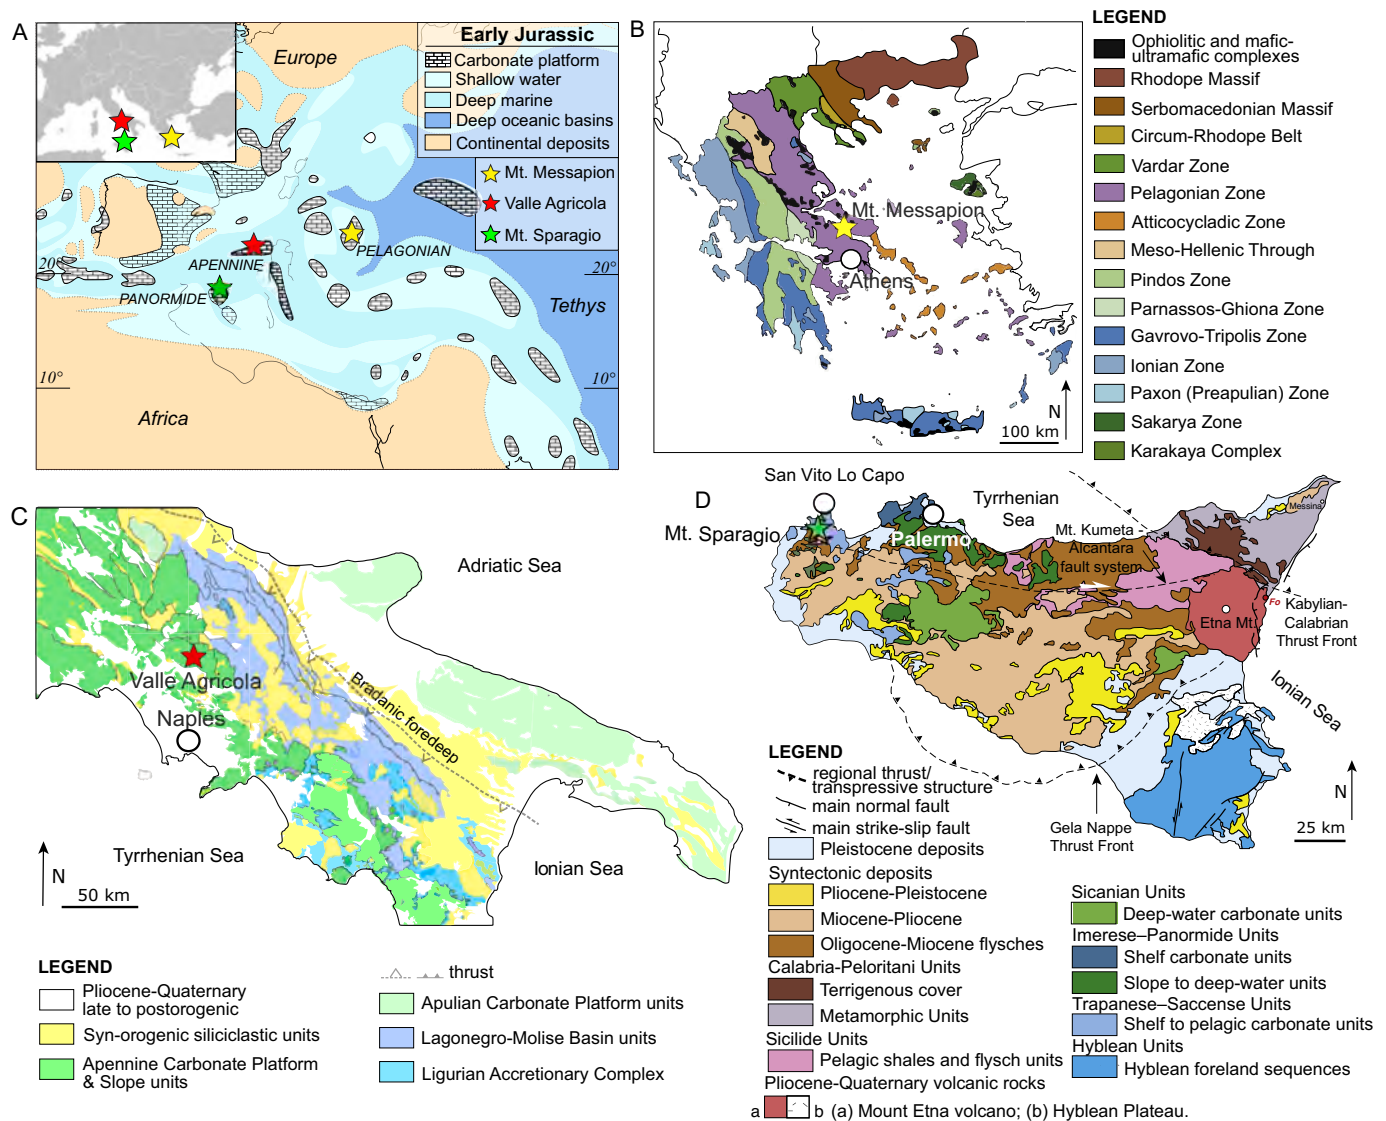 A
Europe
Early Jurassic
Carbonate platform
Shallow water
Deep marine
Deep oceanic basins
Continental deposits
Mt. Messapion
Valle Agricola
Mt. Sparagio
PELAGONIAN
APENNINE
PANORMIDE
20°
20°
Tethys
10°
10°
Africa
B
Mt. Messapion
Athens
N
100 km
LEGEND
Ophiolitic and mafic-
ultramafic complexes
Rhodope Massif
Serbomacedonian Massif
Circum-Rhodope Belt
Vardar Zone
Pelagonian Zone
Atticocycladic Zone
Meso-Hellenic Through
Pindos Zone
Parnassos-Ghiona Zone
Gavrovo-Tripolis Zone
Ionian Zone
Paxon (Preapulian) Zone
Sakarya Zone
Karakaya Complex
C
Adriatic Sea
Valle Agricola
Naples
Bradanic foredeep
Tyrrhenian Sea
Ionian Sea
N
50 km
LEGEND
Pliocene-Quaternary
late to postorogenic
Syn-orogenic siliciclastic units
Apennine Carbonate Platform
& Slope units
thrust
Apulian Carbonate Platform units
Lagonegro-Molise Basin units
Ligurian Accretionary Complex
D
San Vito Lo Capo
Mt. Sparagio
Palermo
Tyrrhenian
Sea
Mt. Kumeta -
Alcantara
fault system
Messina
Fo
Etna Mt.
Kabylian-
Calabrian
Thrust Front
Ionian Sea
Gela Nappe
Thrust Front
N
25 km
LEGEND
regional thrust/
transpressive structure
main normal fault
main strike-slip fault
Pleistocene deposits
Syntectonic deposits
Pliocene-Pleistocene
Miocene-Pliocene
Oligocene-Miocene flysches
Calabria-Peloritani Units
Terrigenous cover
Metamorphic Units
Sicilide Units
Pelagic shales and flysch units
Pliocene-Quaternary volcanic rocks
a b (a) Mount Etna volcano; (b) Hyblean Plateau.
Sicanian Units
Deep-water carbonate units
Imerese–Panormide Units
Shelf carbonate units
Slope to deep-water units
Trapanese–Saccense Units
Shelf to pelagic carbonate units
Hyblean Units
Hyblean foreland sequences